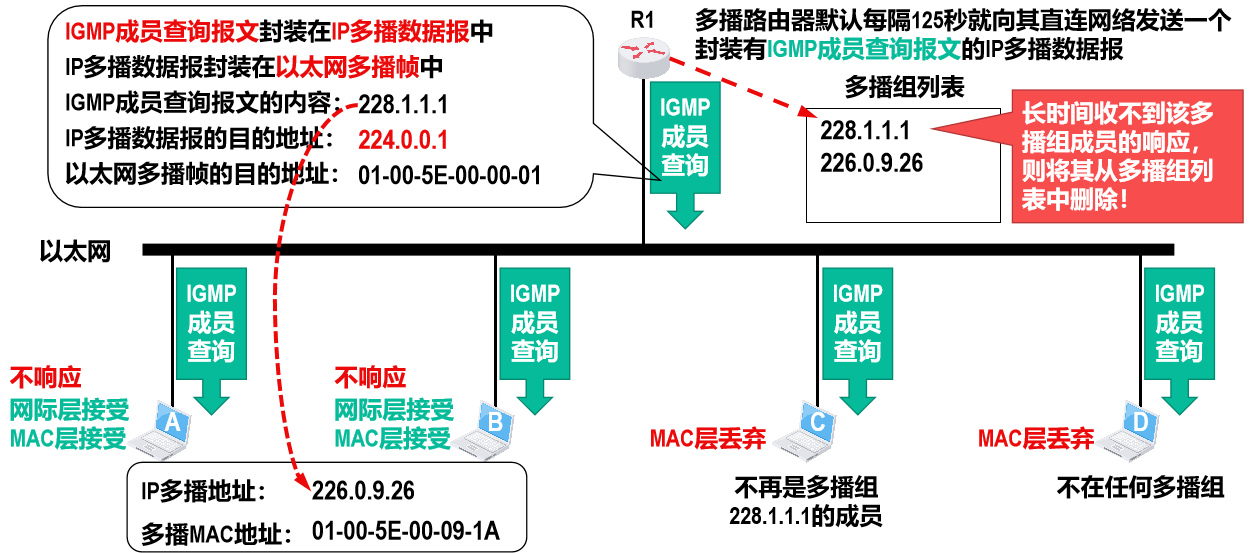 IGMP成员查询报文封装在IP多播数据报中
IP多播数据报封装在以太网多播帧中
IGMP成员查询报文的内容：228.1.1.1
IP多播数据报的目的地址：224.0.0.1
以太网多播帧的目的地址：01-00-5E-00-00-01
R1
多播路由器默认每隔125秒就向其直连网络发送一个
封装有IGMP成员查询报文的IP多播数据报
IGMP
成员
查询
多播组列表
228.1.1.1
226.0.9.26
长时间收不到该多
播组成员的响应，
则将其从多播组列
表中删除！
以太网
IGMP
成员
查询
IGMP
成员
查询
IGMP
成员
查询
IGMP
成员
查询
不响应
网际层接受
MAC层接受
A
不响应
网际层接受
MAC层接受
B
MAC层丢弃
C
MAC层丢弃
D
IP多播地址：226.0.9.26
多播MAC地址：01-00-5E-00-09-1A
不再是多播组
228.1.1.1的成员
不在任何多播组